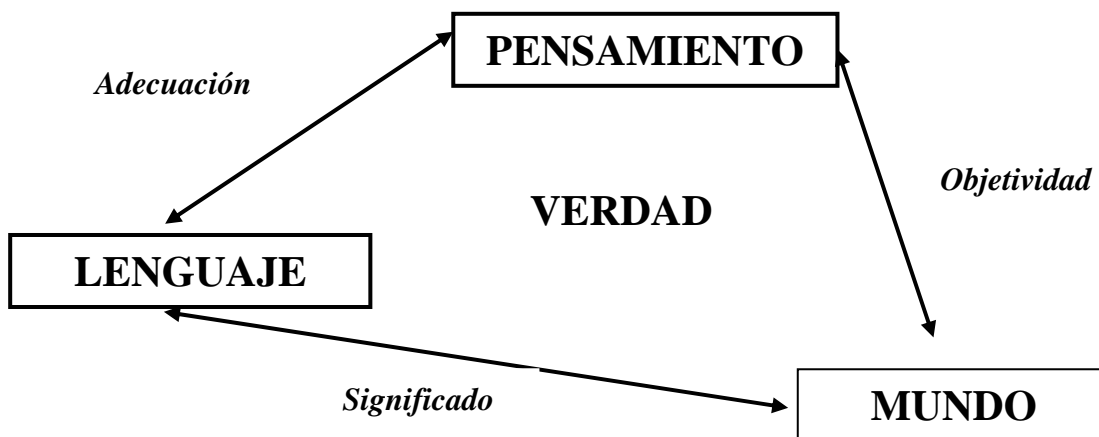 PENSAMIENTO
Adecuación
Objetividad
VERDAD
LENGUAJE
Significado
MUNDO